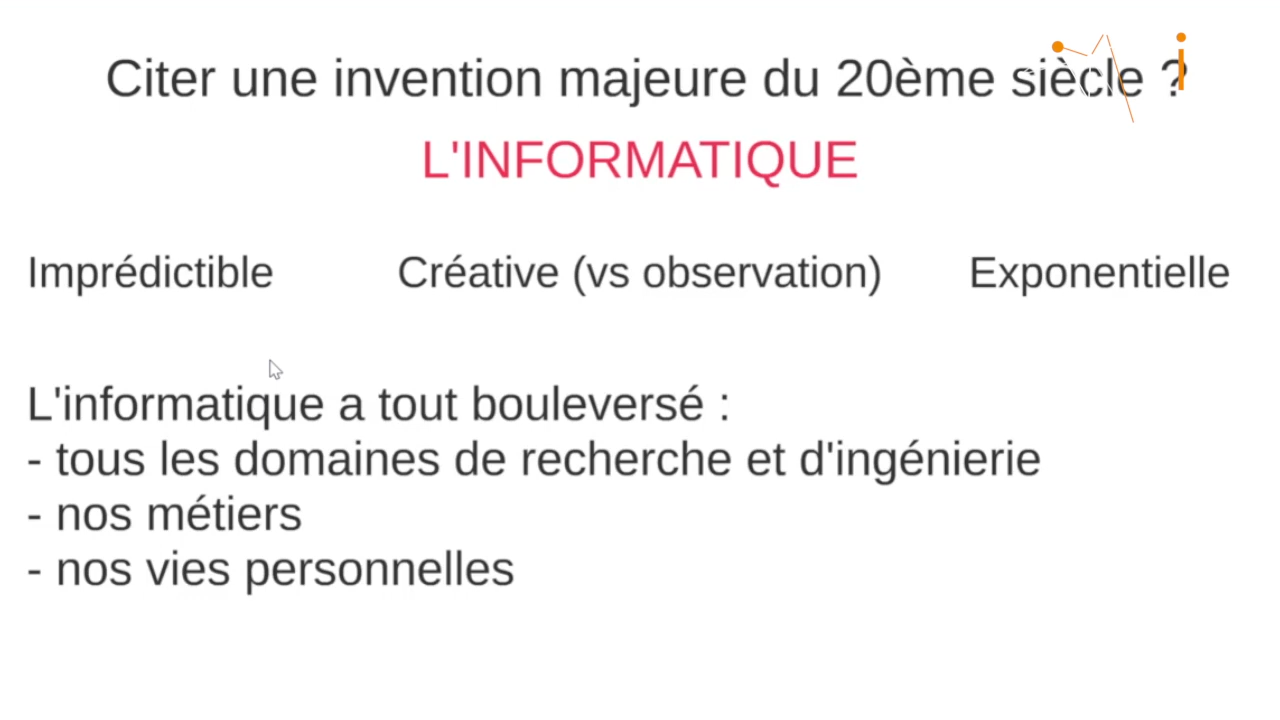 Citer une invention majeure du 20ème siècle ?
L'INFORMATIQUE
Imprédictible Créative (vs observation) Exponentielle
L'informatique a tout bouleversé :
- tous les domaines de recherche et d'ingénierie
- nos métiers
- nos vies personnelles